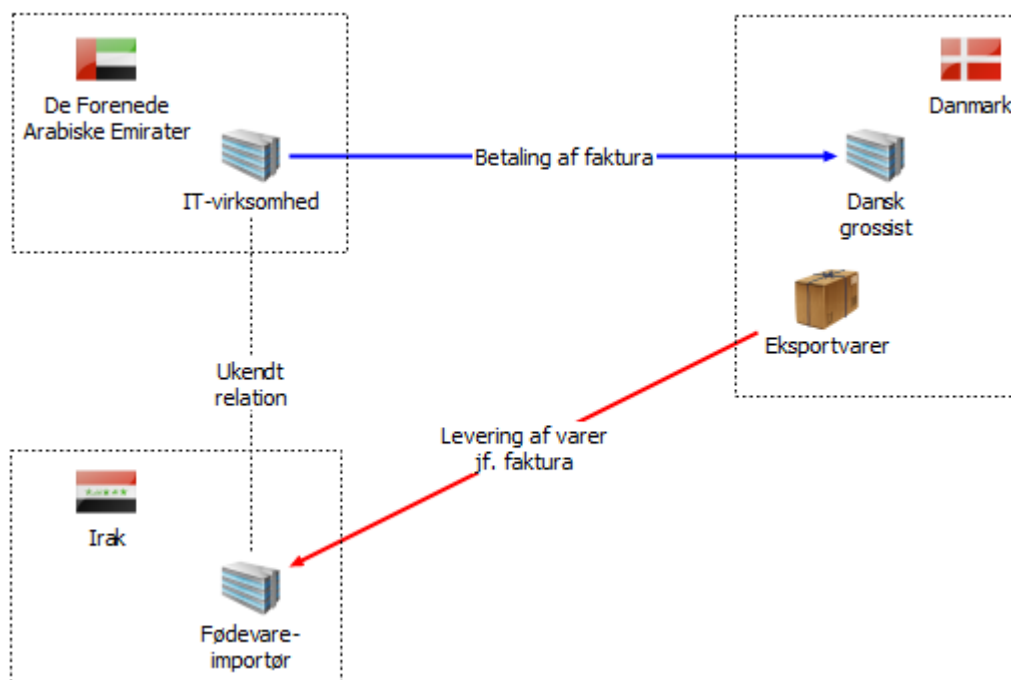 De Forenede
Arabiske Emirater
IT-virksomhed
Betaling af faktura
Danmark
Dansk
grossist
Eksportvarer
Ukendt
relation
Levering af varer
jf. faktura
Irak
Fødevare-
importør